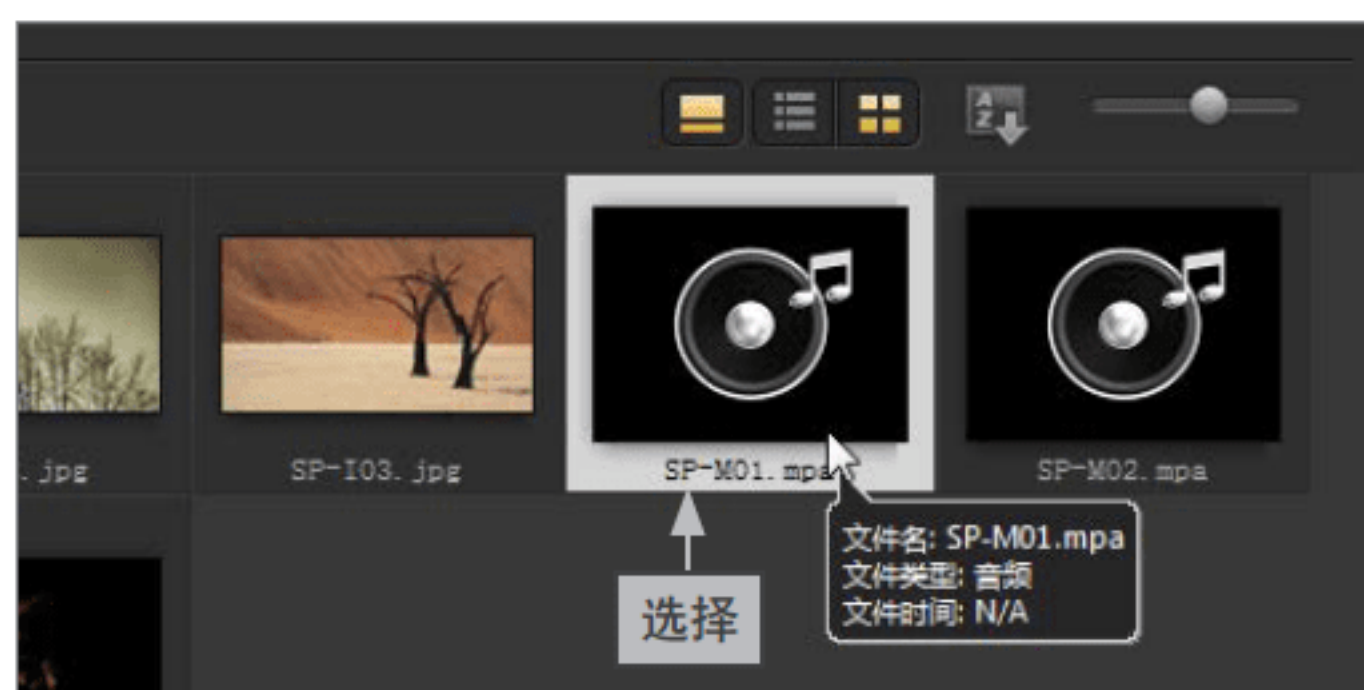 A
Z
.jpg
SP-I03.jpg
SP-M01.mpa
SP-M02.mpa
文件名: SP-M01.mpa
文件类型: 音频
文件时间: N/A
选择